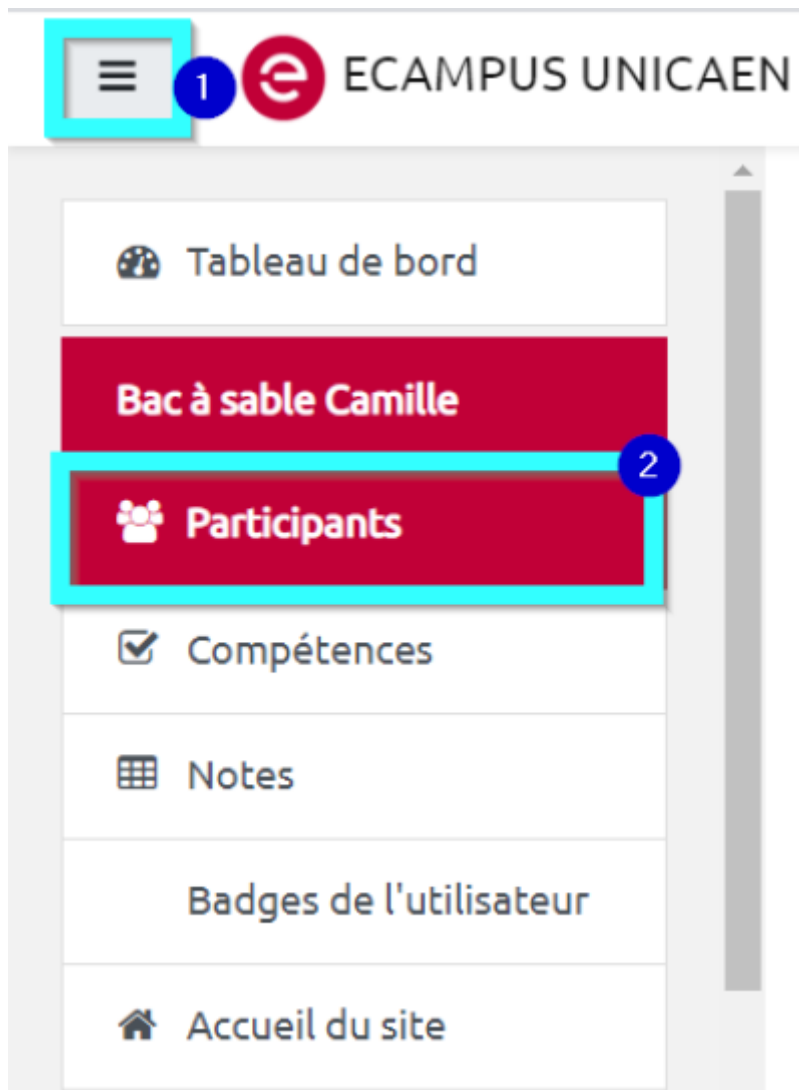 1 ECAMPUS UNICAEN
Tableau de bord
Bac à sable Camille
2
Participants
Compétences
Notes
Badges de l'utilisateur
Accueil du site